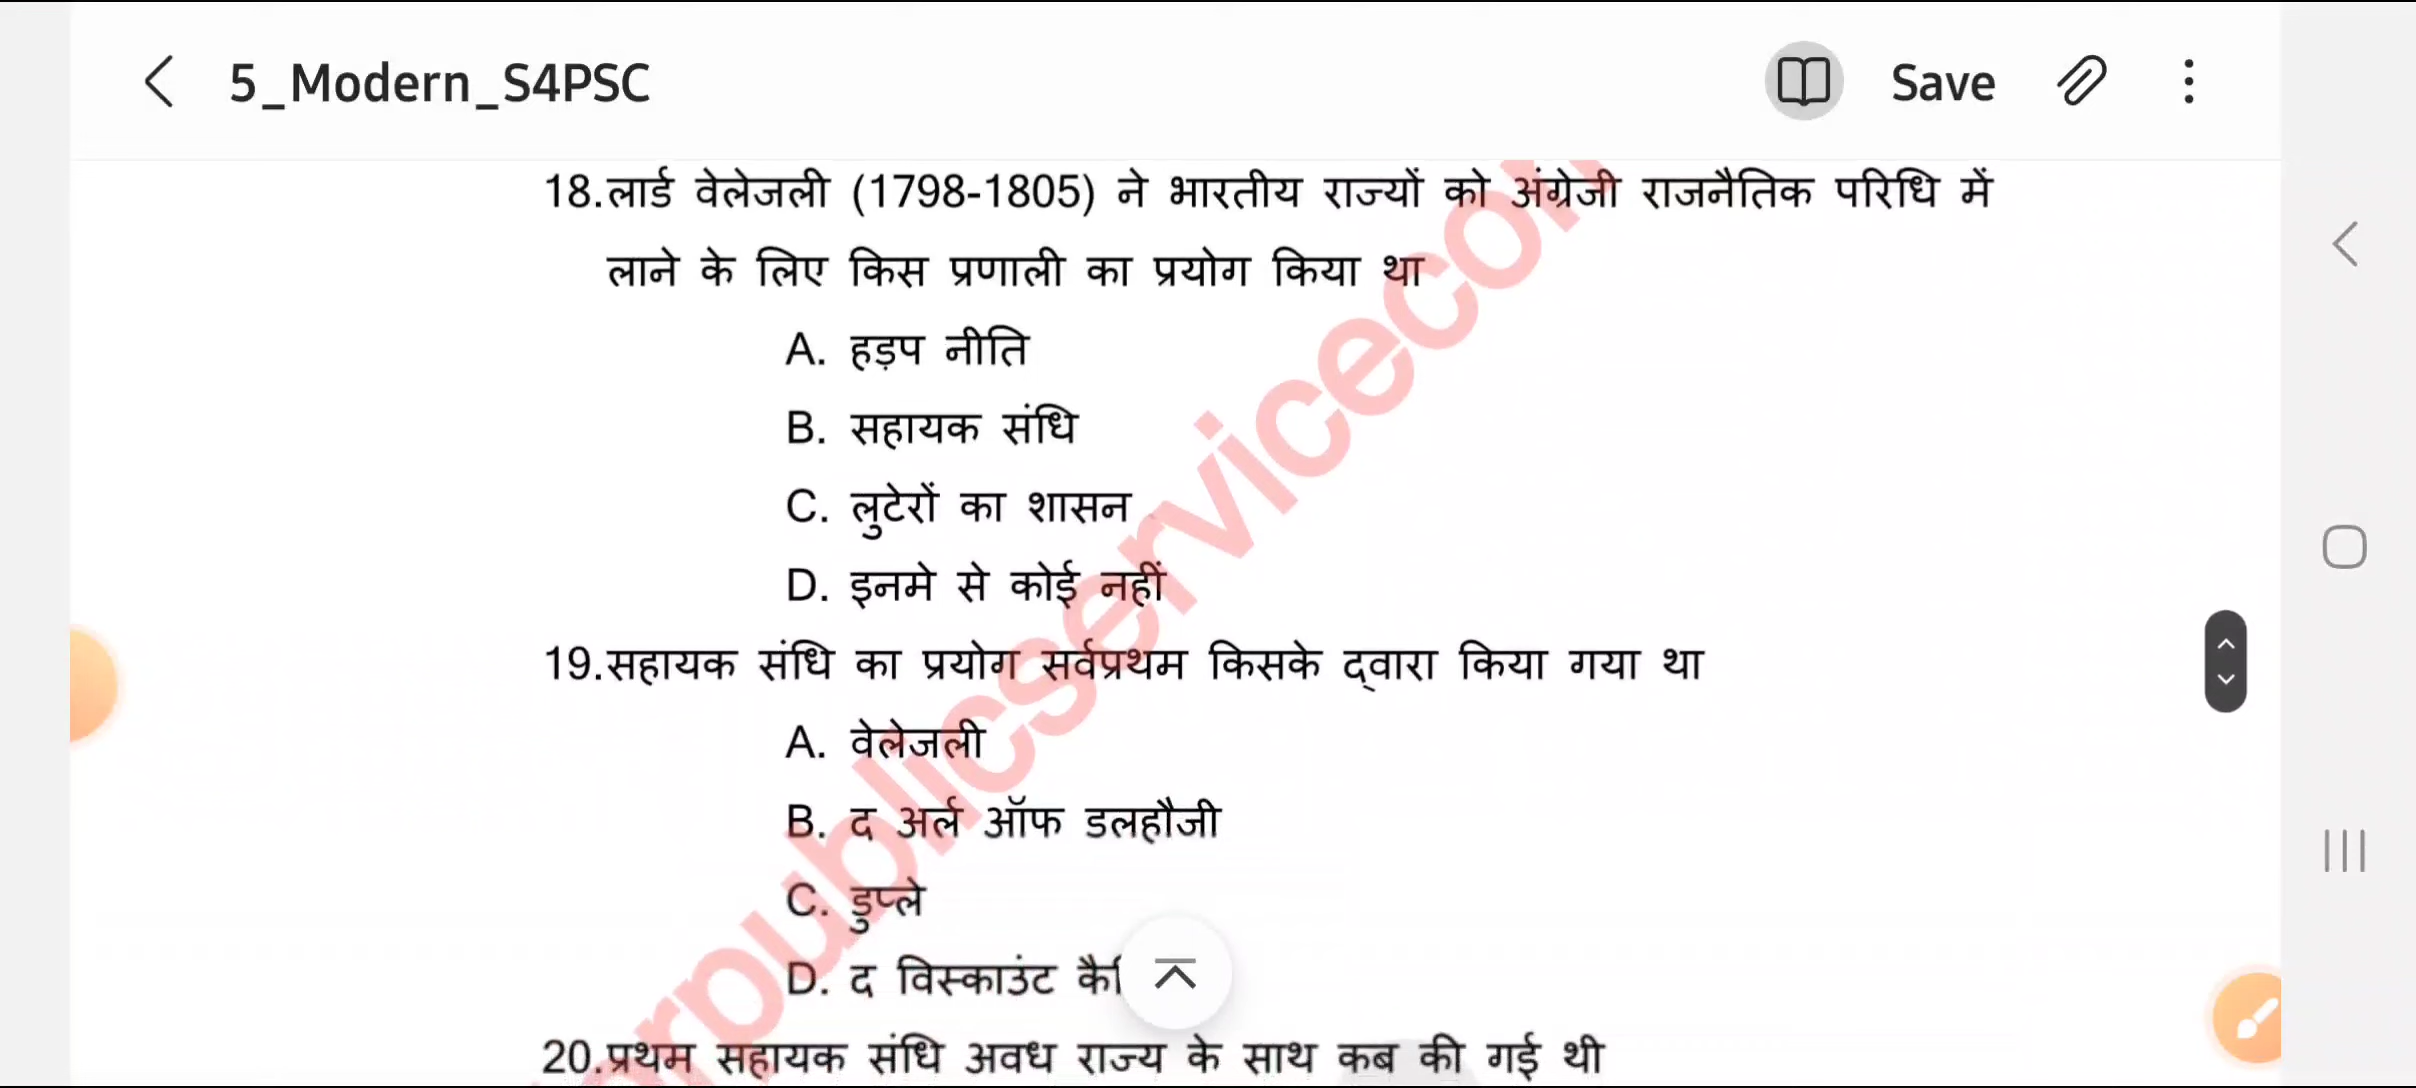 5_Modern_S4PSC
Save
18.लार्ड वेलेजली (1798-1805) ने भारतीय राज्यों को अंग्रेजी राजनैतिक परिधि में
लाने के लिए किस प्रणाली का प्रयोग किया था
A. हड़प नीति
B. सहायक संधि
C. लुटेरों का शासन
D. इनमे से कोई नहीं
19.सहायक संधि का प्रयोग सर्वप्रथम किसके द्वारा किया गया था
A. वेलेजली
B. द अर्ल ऑफ डलहौजी
C. डुप्ले
D. द विस्काउंट
20.प्रथम सहायक संधि अवध राज्य के साथ कब की गई थी